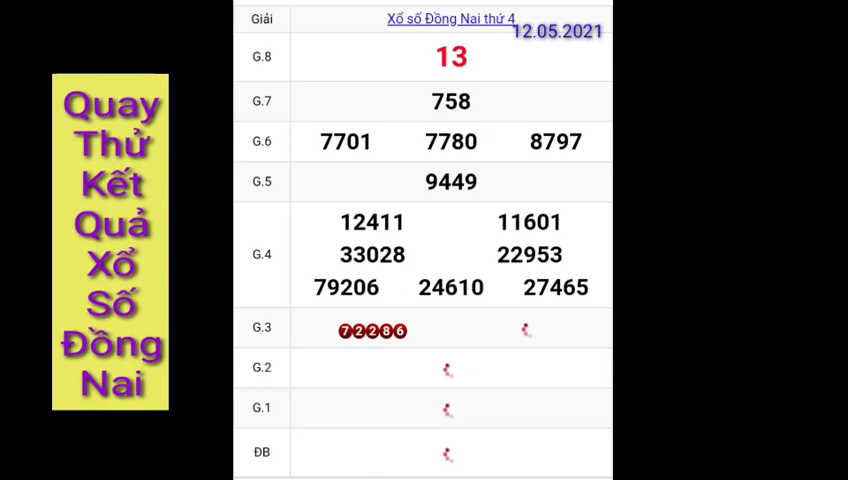 Quay
Thử
Kết
Quả
Xổ
Số
Đồng
Nai
Giải Xổ số Đồng Nai thứ 4
12.05.2021
G.8 13
G.7 758
G.6 7701 7780 8797
G.5 9449
12411 11601
G.4 33028 22953
79206 24610 27465
G.3 72286
G.2
G.1
ĐB